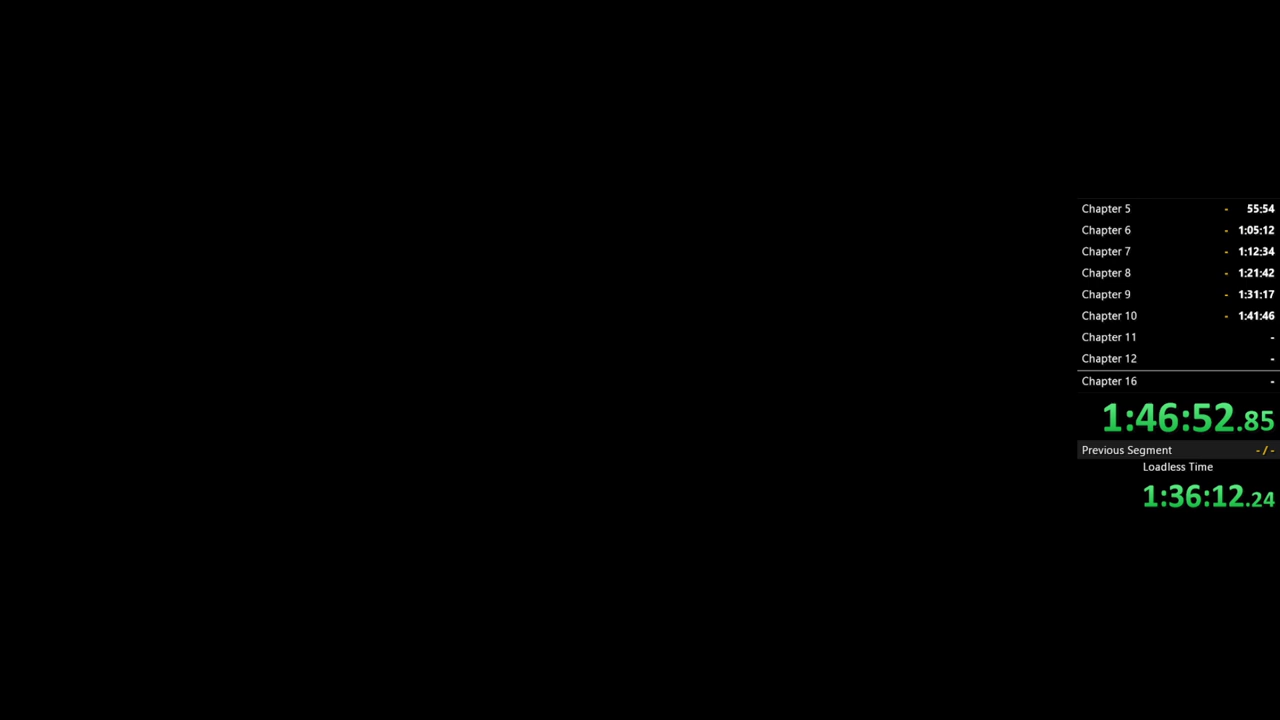 Chapter 5 - 55:54
Chapter 6 - 1:05:12
Chapter 7 - 1:12:34
Chapter 8 - 1:21:42
Chapter 9 - 1:31:17
Chapter 10 - 1:41:46
Chapter 11 -
Chapter 12 -
Chapter 16 -
1:46:52.85
Previous Segment - / -
Loadless Time
1:36:12.24